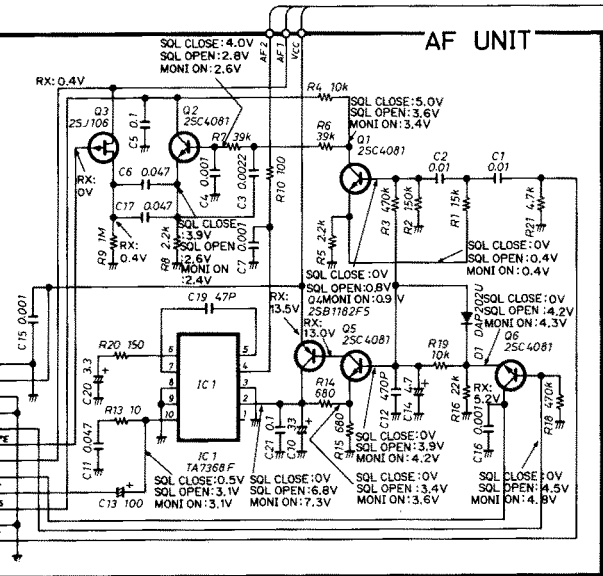 AF UNIT
AF 2
AF 1
VCC
SQL CLOSE:4.0V
SQL OPEN:2.8V
MONI ON:2.6V
RX:0.4V
R4 10k
SQL CLOSE:5.0V
SQL OPEN:3.6V
MONI ON:3.4V
Q3
2SJ106
C5 0.1
Q2
2SC4081
R7 39k
R6
39k
Q1
2SC4081
C2
0.01
C1
0.01
RX:
0V
C6 0.047
C4 0.001
C3 0.0022
R10 100
R3 470k
R2 150k
R1 15k
R21 4.7k
C17 0.047
R9 1M
RX:
0.4V
R8 2.2k
SQL CLOSE
:3.9V
SQL OPEN
:2.6V
MONI ON
:2.4V
C7 0.001
R5 2.2k
SQL CLOSE:0V
SQL OPEN:0.4V
MONI ON:0.4V
SQL CLOSE:0V
SQL OPEN:0.8V
MONI ON:0.9V
C19 47P
RX:
13.5V
Q4
2SB1182F5
RX:
13.0V
Q5
2SC4081
D1 DAP202U
SQL CLOSE:0V
SQL OPEN:4.2V
MONI ON:4.3V
Q6
2SC4081
C15 0.001
R20 150
C20 3.3
6
7
8
9
10
IC1
5
4
3
2
1
R19
10k
R14
680
R13 10
C11 0.047
IC1
TA7368F
C21 0.1
C10 33
R15 680
C12 470P
C14 4.7
R16 22k
RX:
5.2V
C16 0.001
R18 470k
SQL CLOSE:0V
SQL OPEN:3.9V
MONI ON:4.2V
C13 100
SQL CLOSE:0.5V
SQL OPEN:3.1V
MONI ON:3.1V
SQL CLOSE:0V
SQL OPEN:6.8V
MONI ON:7.3V
SQL CLOSE:0V
SQL OPEN:3.4V
MONI ON:3.6V
SQL CLOSE:0V
SQL OPEN:4.5V
MONI ON:4.8V